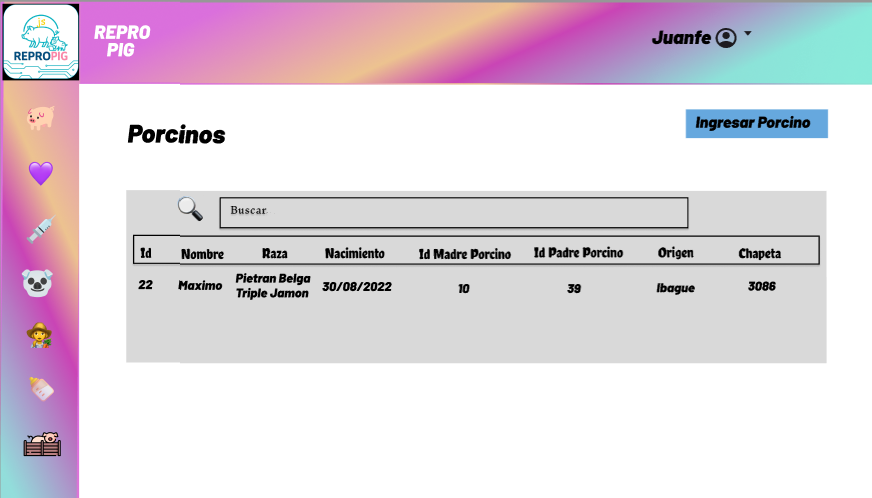 REPROPIG
REPRO
PIG
Juanfe
Porcinos
Ingresar Porcino
Buscar
Id Nombre Raza Nacimiento Id Madre Porcino Id Padre Porcino Origen Chapeta
22 Maximo Pietran Belga Triple Jamon 30/08/2022 10 39 Ibague 3086